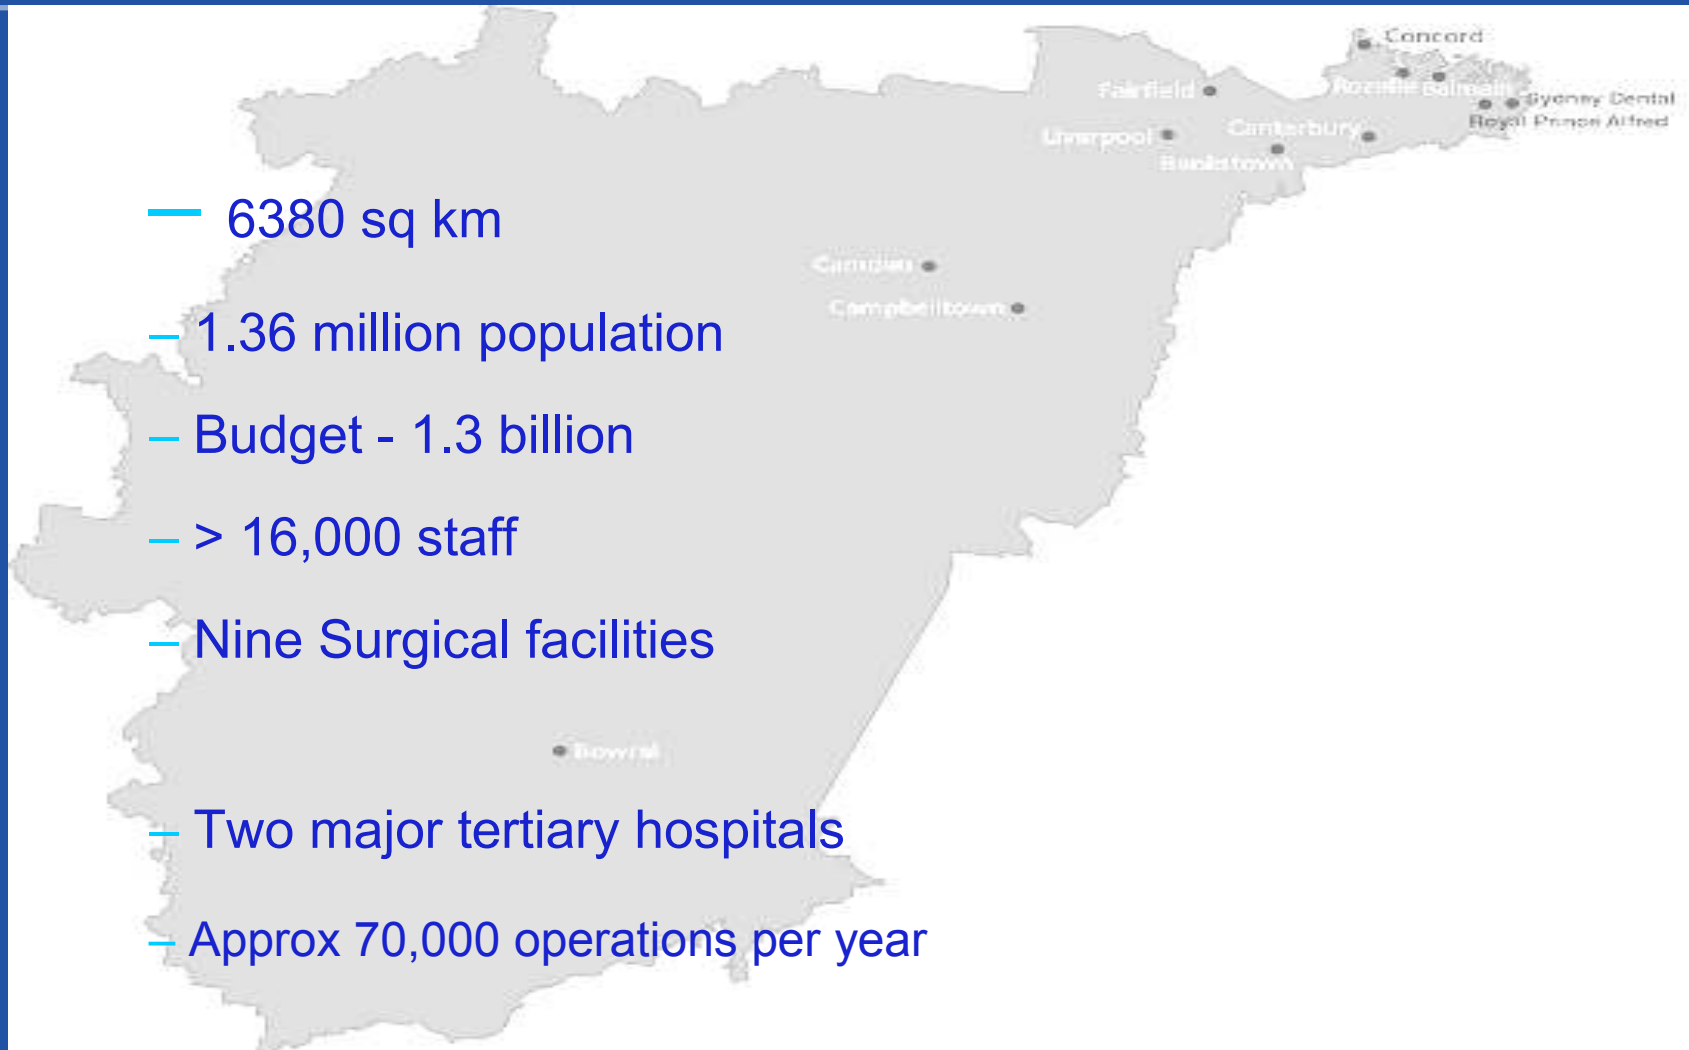 Concord
Fairfield
Rozelle Balmain
Sydney Dental
Royal Prince Alfred
Liverpool
Canterbury
Bankstown
– 6380 sq km
Camden
Campbelltown
– 1.36 million population
– Budget - 1.3 billion
– > 16,000 staff
– Nine Surgical facilities
Bowral
– Two major tertiary hospitals
– Approx 70,000 operations per year